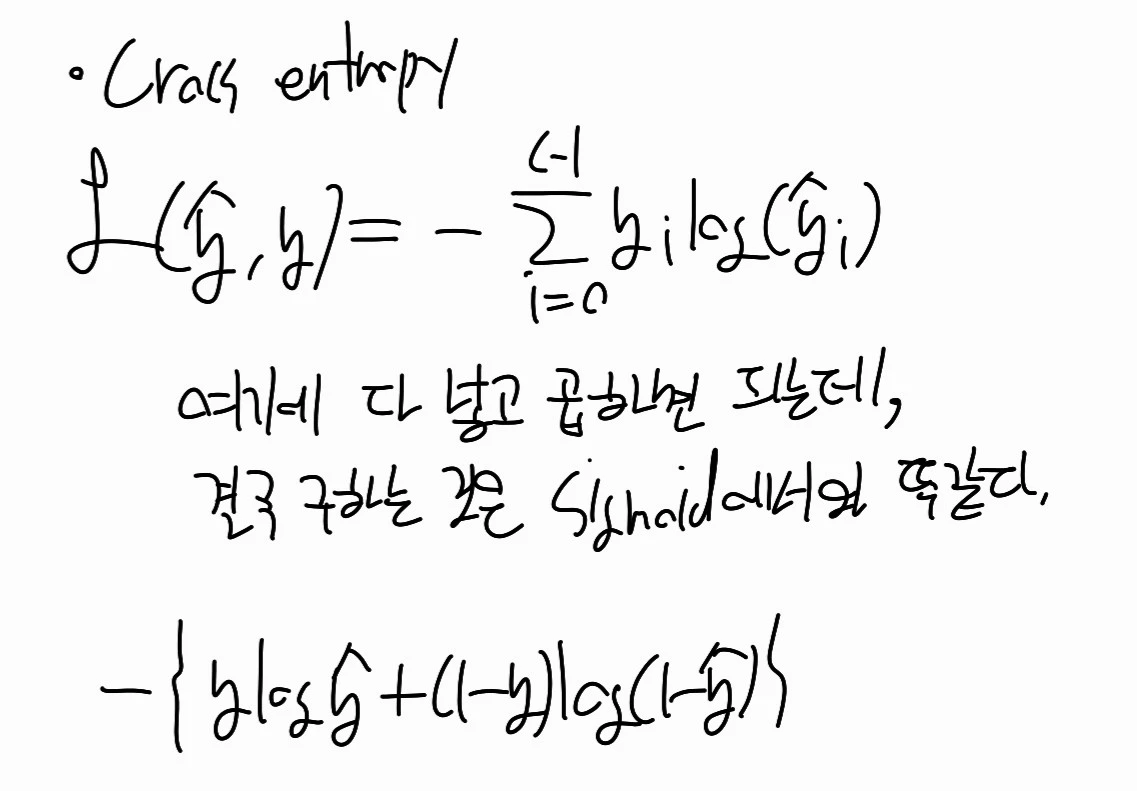 · Cross entropy
ℒ(ŷ, y) = - Σ_{i=0}^{C-1} y_i log(ŷ_i)
여기에 다 넣고 곱하면 되는데,
결국 구하는 것은 Sigmoid에서와 똑같다.
-{y log ŷ + (1-y) log(1-ŷ)}